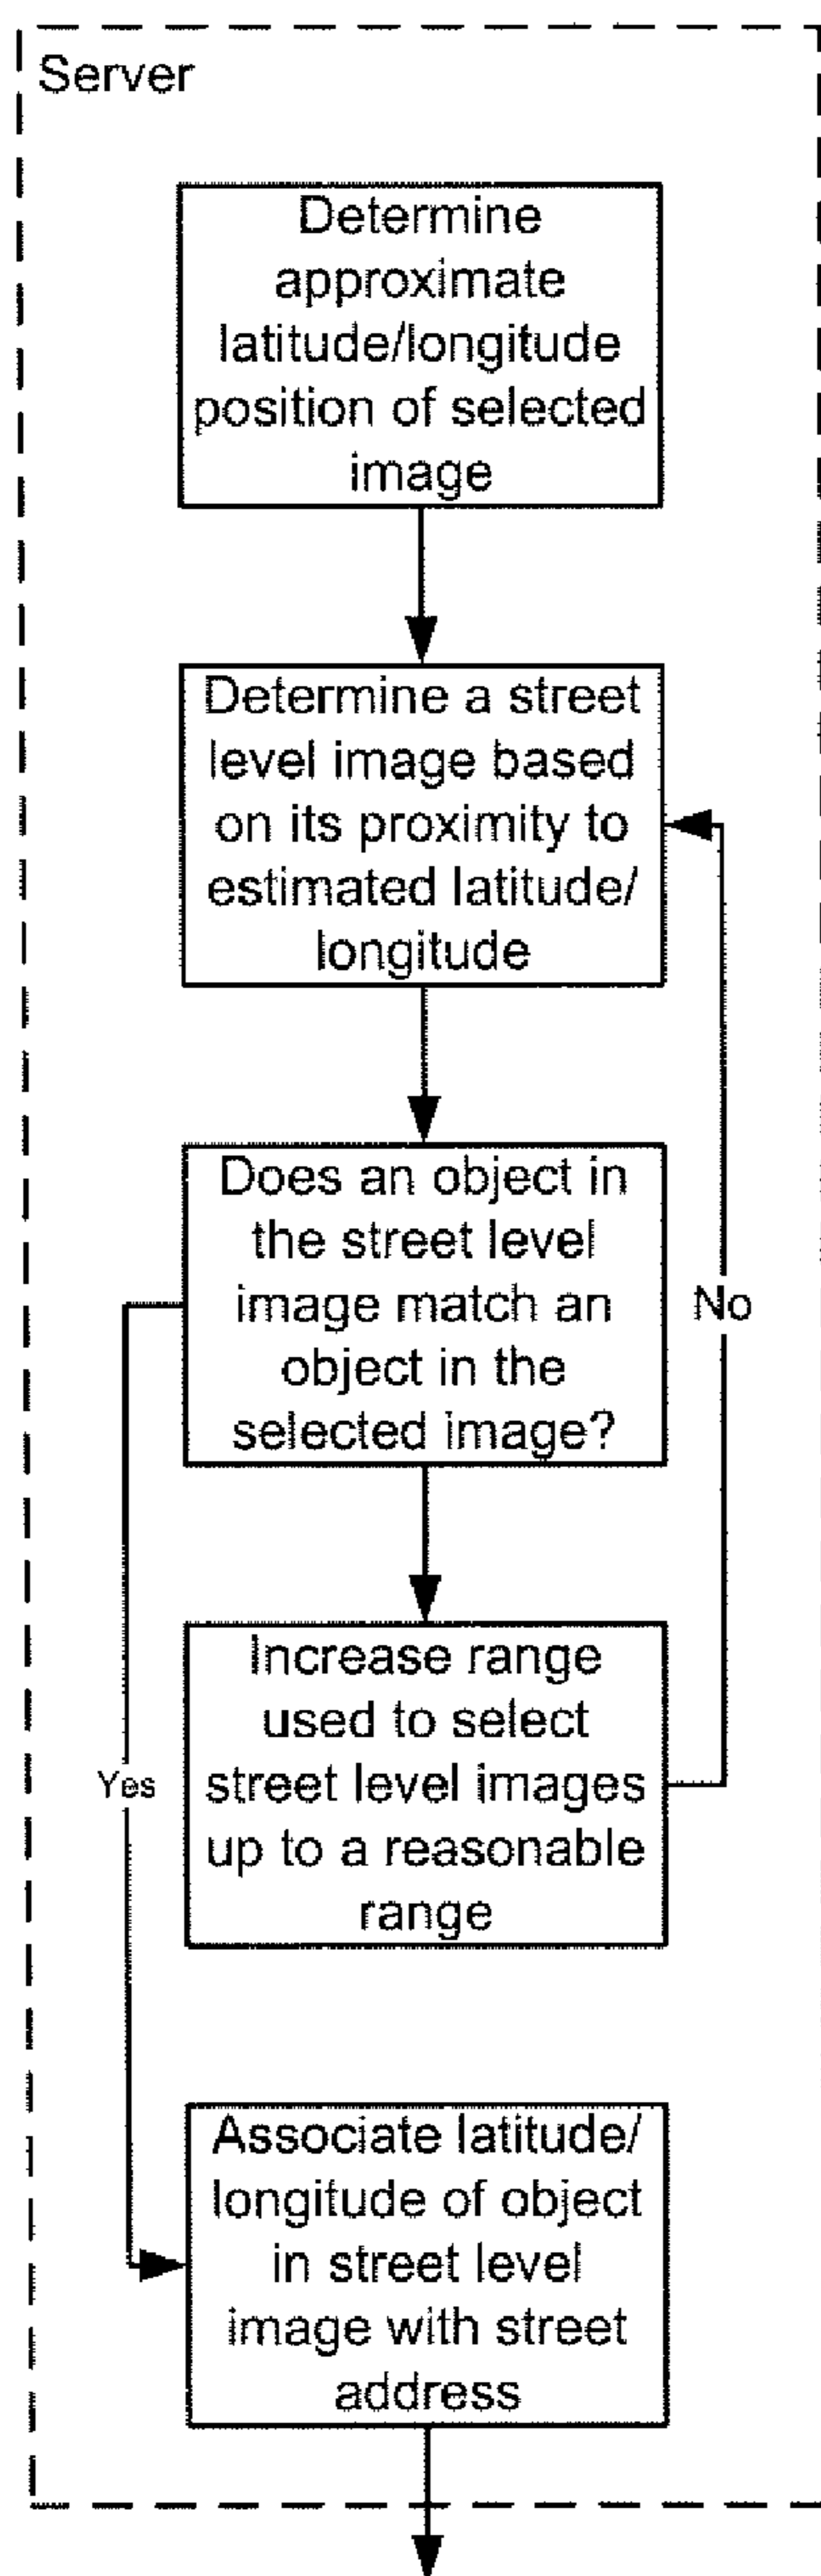 Server
Determine
approximate
latitude/longitude
position of selected
image
Determine a street
level image based
on its proximity to
estimated latitude/
longitude
Does an object in
the street level
image match an
object in the
selected image?
No
Increase range
used to select
street level images
up to a reasonable
range
Yes
Associate latitude/
longitude of object
in street level
image with street
address